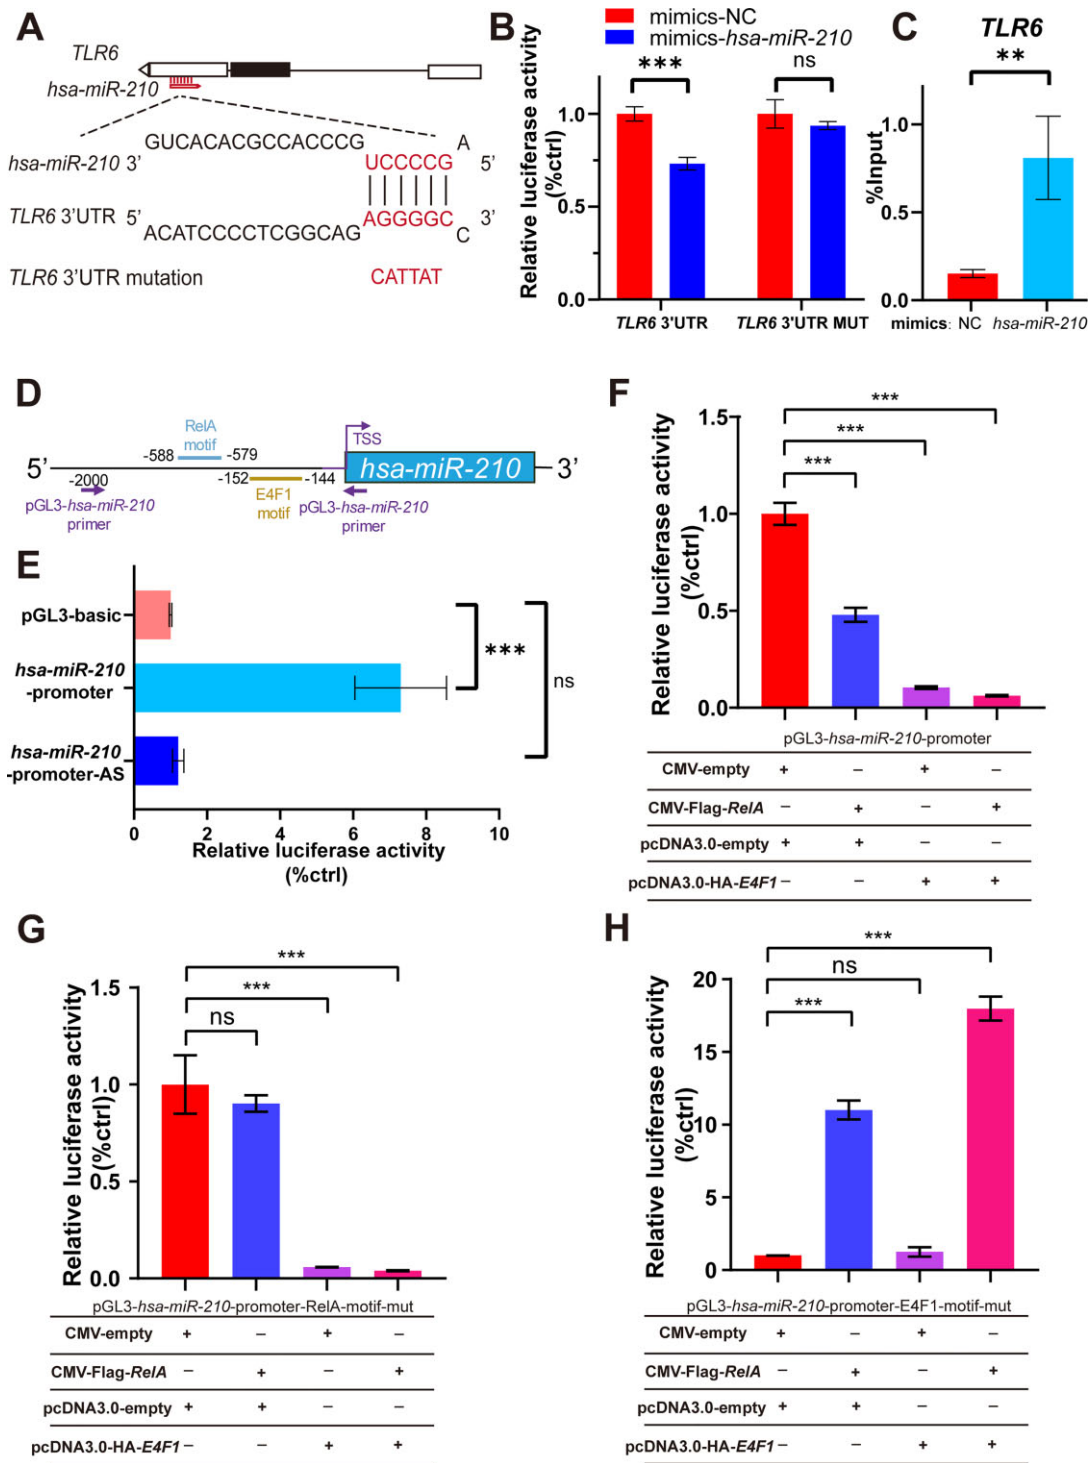 A
TLR6
hsa-miR-210
GUCACACGCCACCCG
A
hsa-miR-210 3'
UCCCCG
5'
TLR6 3'UTR
5'
AGGGGC
3'
ACATCCCCTCGGCAG
C
TLR6 3'UTR mutation
CATTAT
B
mimics-NC
mimics-hsa-miR-210
Relative luciferase activity
(%ctrl)
***
ns
1.0
0.5
0.0
TLR6 3'UTR
TLR6 3'UTR MUT
C
TLR6
**
%Input
1.0
0.5
0.0
mimics: NC hsa-miR-210
D
RelA
motif
-588
-579
TSS
5'
hsa-miR-210
3'
-2000
-152
-144
pGL3-hsa-miR-210
primer
E4F1
motif
pGL3-hsa-miR-210
primer
E
pGL3-basic
hsa-miR-210
-promoter
hsa-miR-210
-promoter-AS
***
ns
0 2 4 6 8 10
Relative luciferase activity
(%ctrl)
F
Relative luciferase activity
(%ctrl)
***
***
***
1.5
1.0
0.5
0.0
pGL3-hsa-miR-210-promoter
CMV-empty + – + –
CMV-Flag-RelA – + – +
pcDNA3.0-empty + + – –
pcDNA3.0-HA-E4F1 – – + +
G
Relative luciferase activity
(%ctrl)
***
***
ns
1.5
1.0
0.5
0.0
pGL3-hsa-miR-210-promoter-RelA-motif-mut
CMV-empty + – + –
CMV-Flag-RelA – + – +
pcDNA3.0-empty + + – –
pcDNA3.0-HA-E4F1 – – + +
H
Relative luciferase activity
(%ctrl)
***
ns
***
20
15
10
5
0
pGL3-hsa-miR-210-promoter-E4F1-motif-mut
CMV-empty + – + –
CMV-Flag-RelA – + – +
pcDNA3.0-empty + + – –
pcDNA3.0-HA-E4F1 – – + +